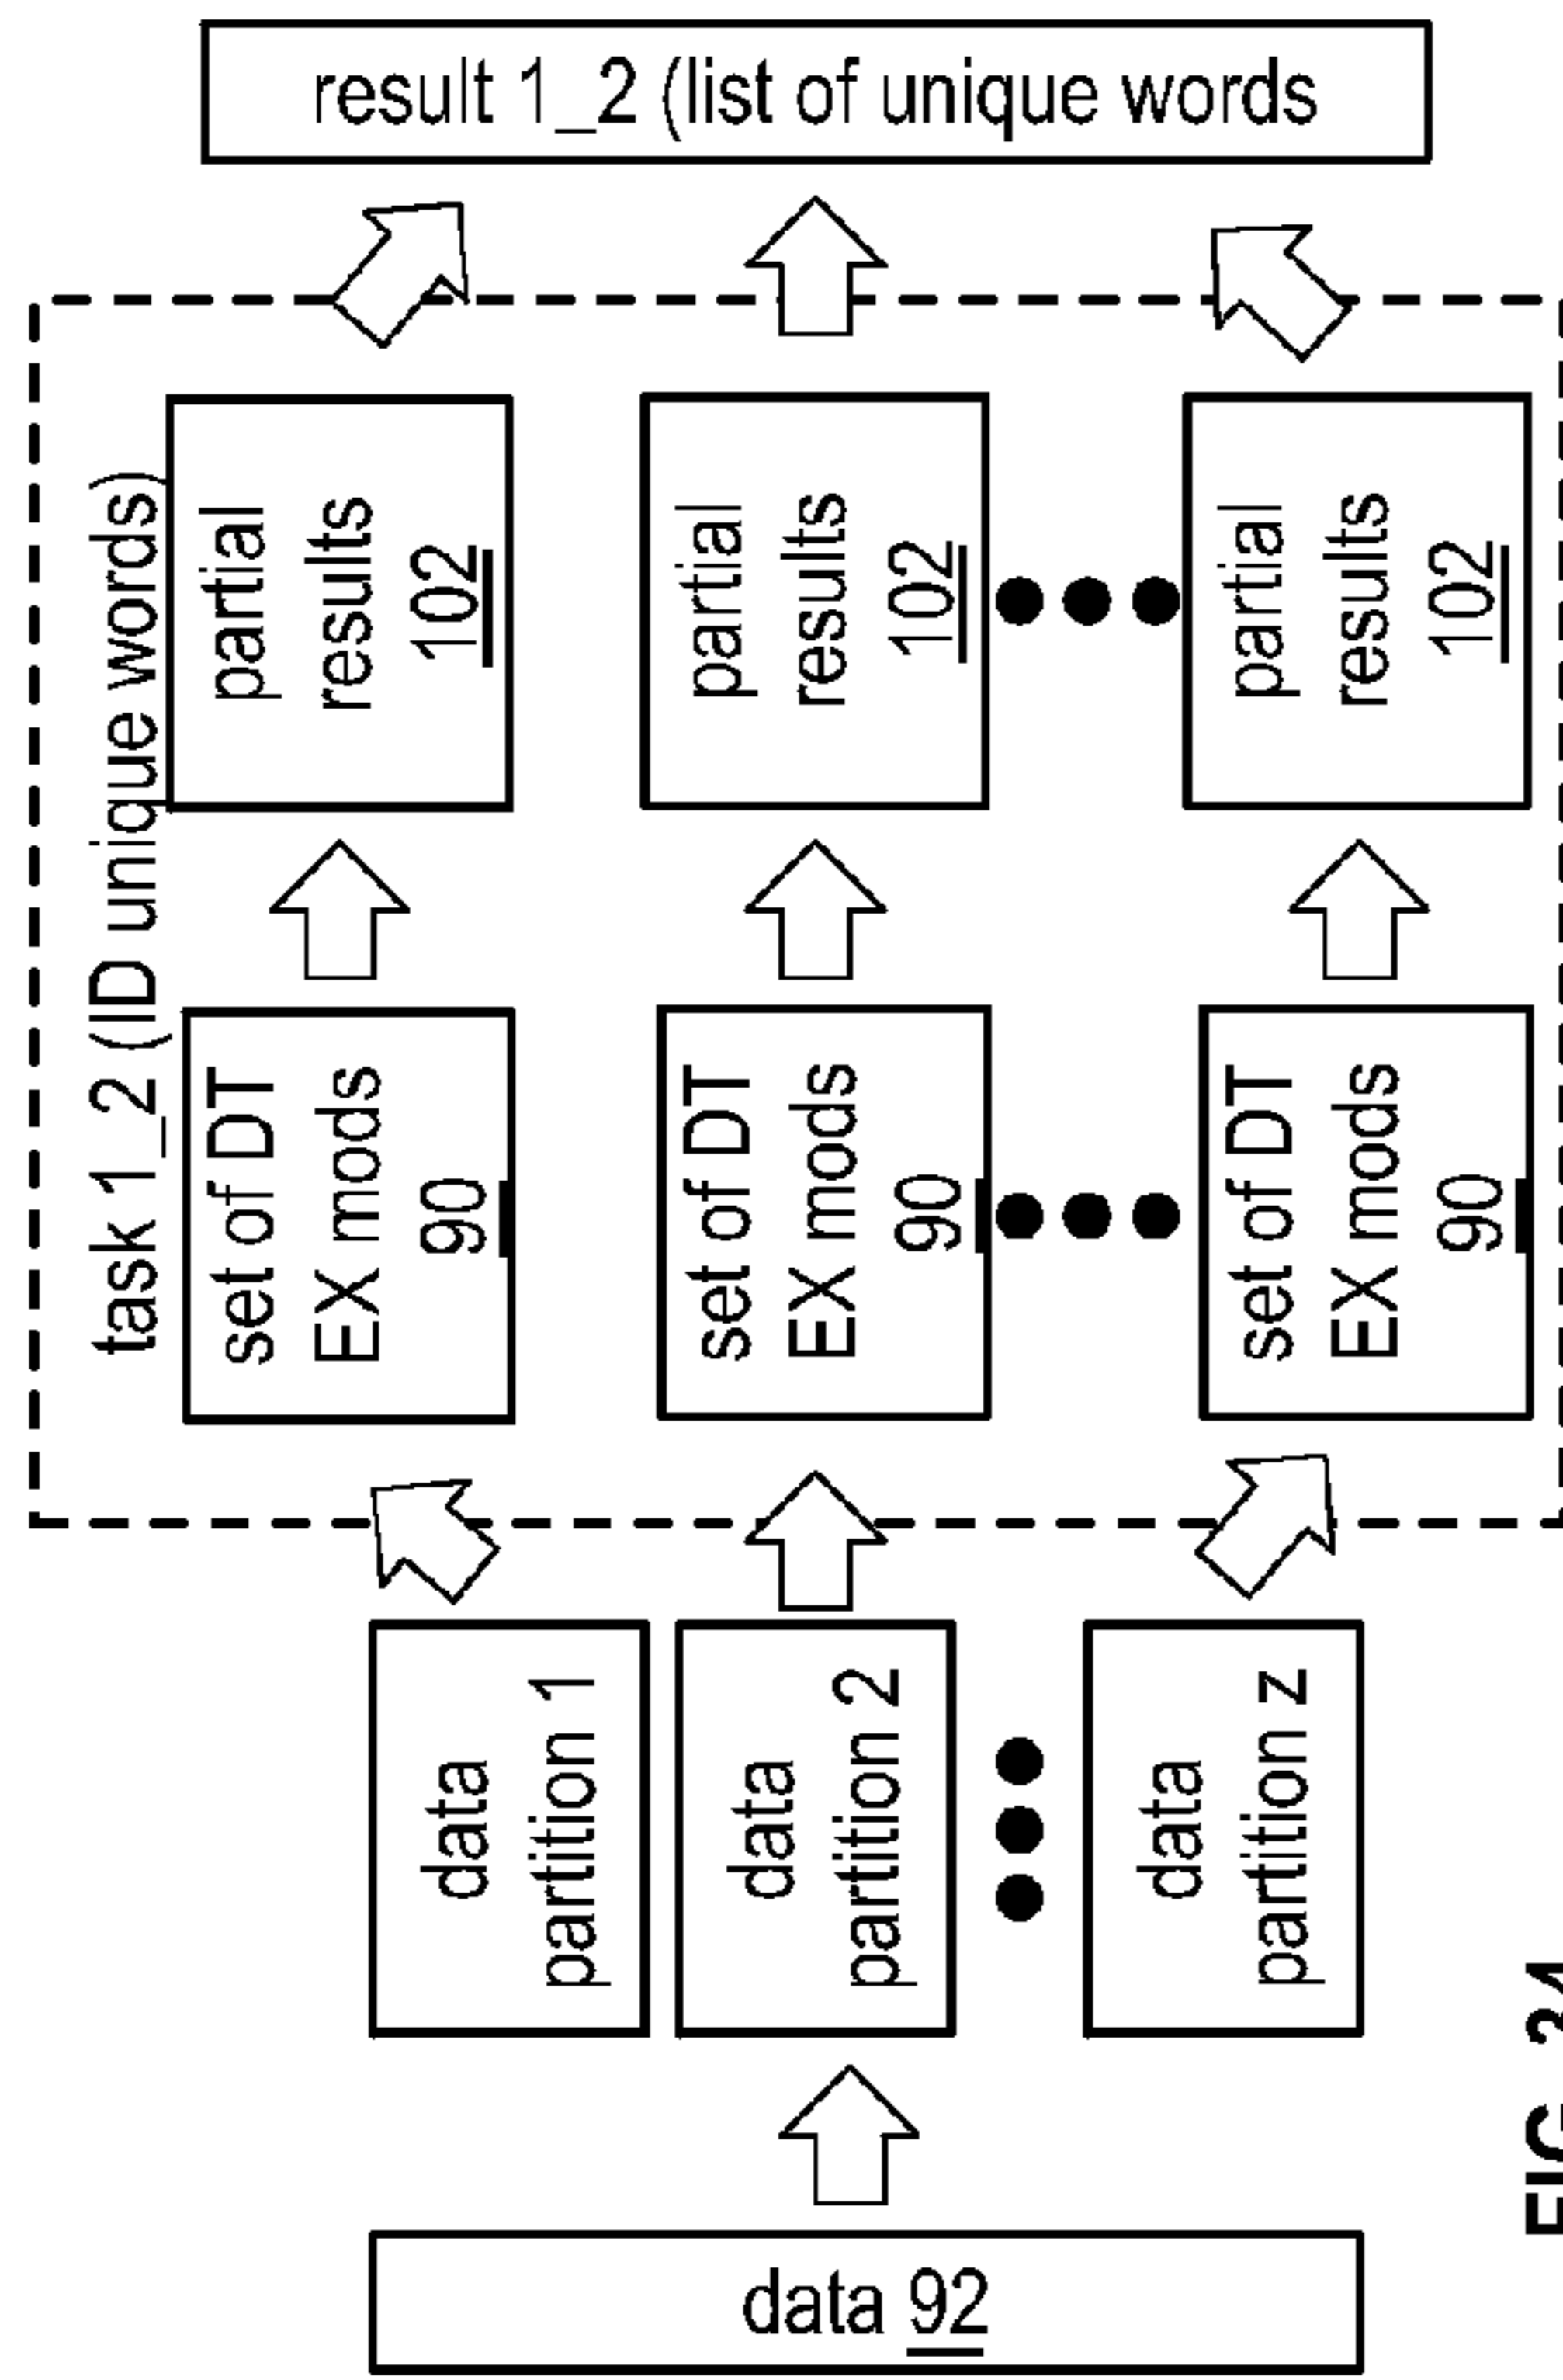 data 92
data
partition 1
data
partition 2
data
partition z
task 1_2 (ID unique words)
set of DT
EX mods
90
set of DT
EX mods
90
set of DT
EX mods
90
partial
results
102
partial
results
102
partial
results
102
result 1_2 (list of unique words
FIG.